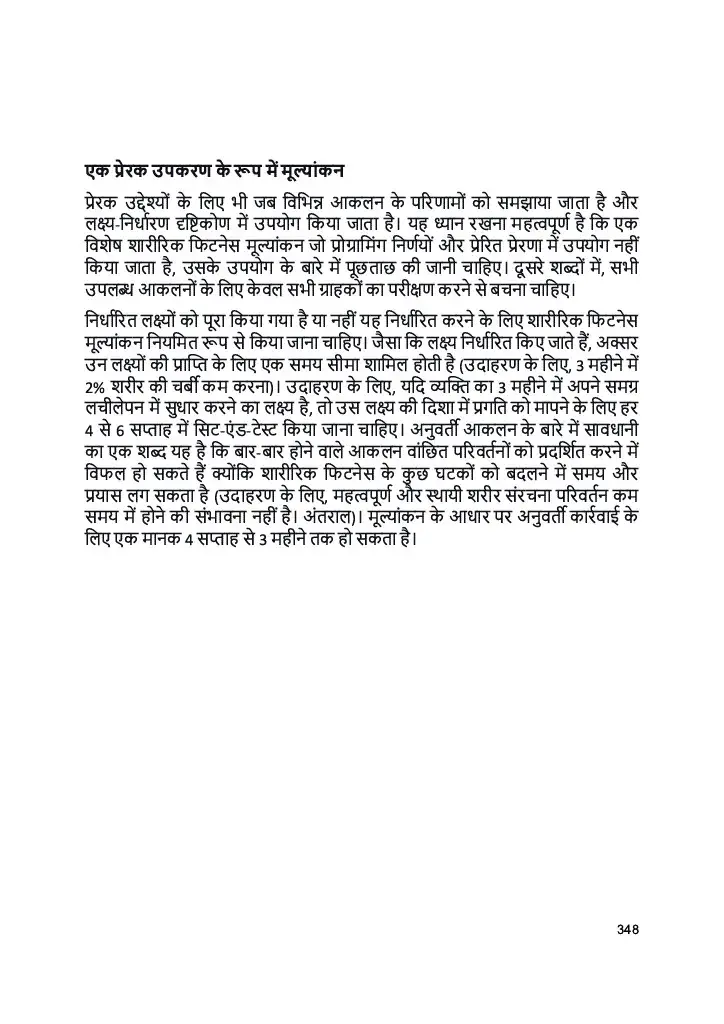 एक प्रेरक उपकरण के रूप में मूल्यांकन
प्रेरक उद्देश्यों के लिए भी जब विभिन्न आकलन के परिणामों को समझाया जाता है और
लक्ष्य-निर्धारण दृष्टिकोण में उपयोग किया जाता है। यह ध्यान रखना महत्वपूर्ण है कि एक
विशेष शारीरिक फिटनेस मूल्यांकन जो प्रोग्रामिंग निर्णयों और प्रेरित प्रेरणा में उपयोग नहीं
किया जाता है, उसके उपयोग के बारे में पूछताछ की जानी चाहिए। दूसरे शब्दों में, सभी
उपलब्ध आकलनों के लिए केवल सभी ग्राहकों का परीक्षण करने से बचना चाहिए।
निर्धारित लक्ष्यों को पूरा किया गया है या नहीं यह निर्धारित करने के लिए शारीरिक फिटनेस
मूल्यांकन नियमित रूप से किया जाना चाहिए। जैसा कि लक्ष्य निर्धारित किए जाते हैं, अक्सर
उन लक्ष्यों की प्राप्ति के लिए एक समय सीमा शामिल होती है (उदाहरण के लिए, 3 महीने में
2% शरीर की चर्बी कम करना)। उदाहरण के लिए, यदि व्यक्ति का 3 महीने में अपने समग्र
लचीलेपन में सुधार करने का लक्ष्य है, तो उस लक्ष्य की दिशा में प्रगति को मापने के लिए हर
4 से 6 सप्ताह में सिट-एंड-टेस्ट किया जाना चाहिए। अनुवर्ती आकलन के बारे में सावधानी
का एक शब्द यह है कि बार-बार होने वाले आकलन वांछित परिवर्तनों को प्रदर्शित करने में
विफल हो सकते हैं क्योंकि शारीरिक फिटनेस के कुछ घटकों को बदलने में समय और
प्रयास लग सकता है (उदाहरण के लिए, महत्वपूर्ण और स्थायी शरीर संरचना परिवर्तन कम
समय में होने की संभावना नहीं है। अंतराल)। मूल्यांकन के आधार पर अनुवर्ती कार्रवाई के
लिए एक मानक 4 सप्ताह से 3 महीने तक हो सकता है।
348